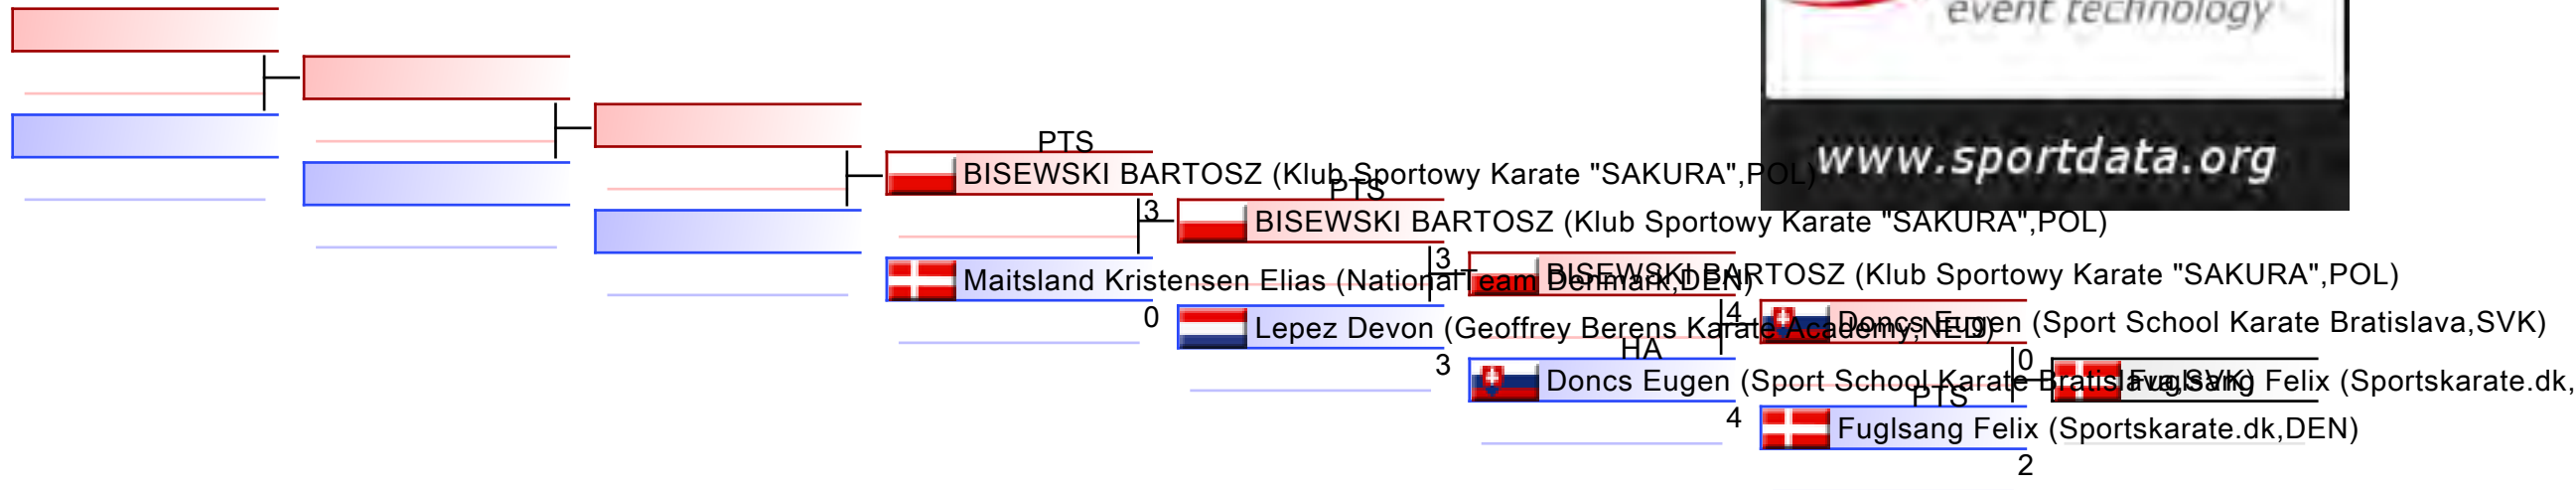 event technology
www.sportdata.org
PTS
BISEWSKI BARTOSZ (Klub Sportowy Karate "SAKURA",POL)
3
Maitsland Kristensen Elias (National Team Denmark,DEN)
0
PTS
BISEWSKI BARTOSZ (Klub Sportowy Karate "SAKURA",POL)
3
Lepez Devon (Geoffrey Berens Karate Academy,NED)
3
BISEWSKI BARTOSZ (Klub Sportowy Karate "SAKURA",POL)
4
HA
Doncs Eugen (Sport School Karate Bratislava,SVK)
4
Doncs Eugen (Sport School Karate Bratislava,SVK)
0
PTS
Fuglsang Felix (Sportskarate.dk,DEN)
2
Fuglsang Felix (Sportskarate.dk,